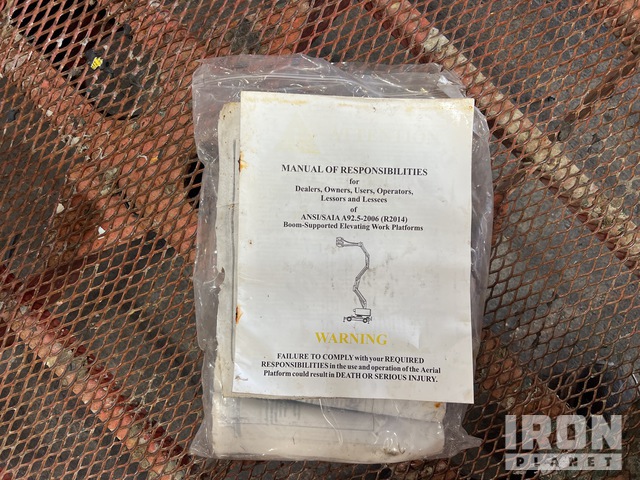 MANUAL OF RESPONSIBILITIES
for
Dealers, Owners, Users, Operators,
Lessors and Lessees
of
ANSI/SAIA A92.5-2006 (R2014)
Boom-Supported Elevating Work Platforms
WARNING
FAILURE TO COMPLY with your REQUIRED
RESPONSIBILITIES in the use and operation of the Aerial
Platform could result in DEATH OR SERIOUS INJURY.
IRON
PLANET